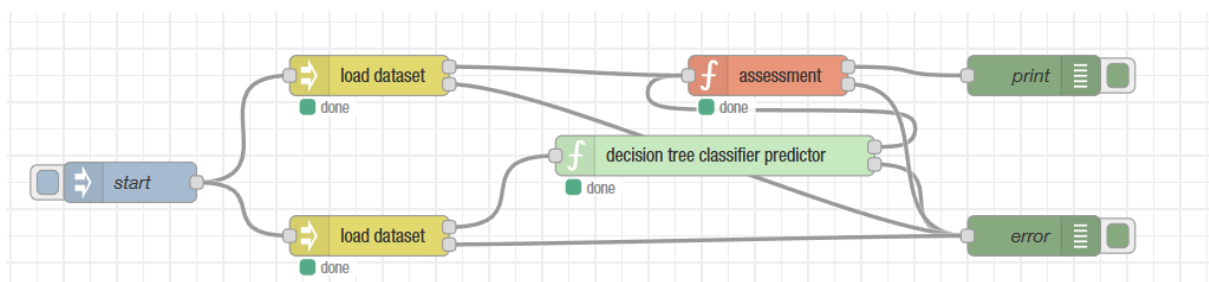 load dataset
done
assessment
done
print
decision tree classifier predictor
done
start
load dataset
done
error